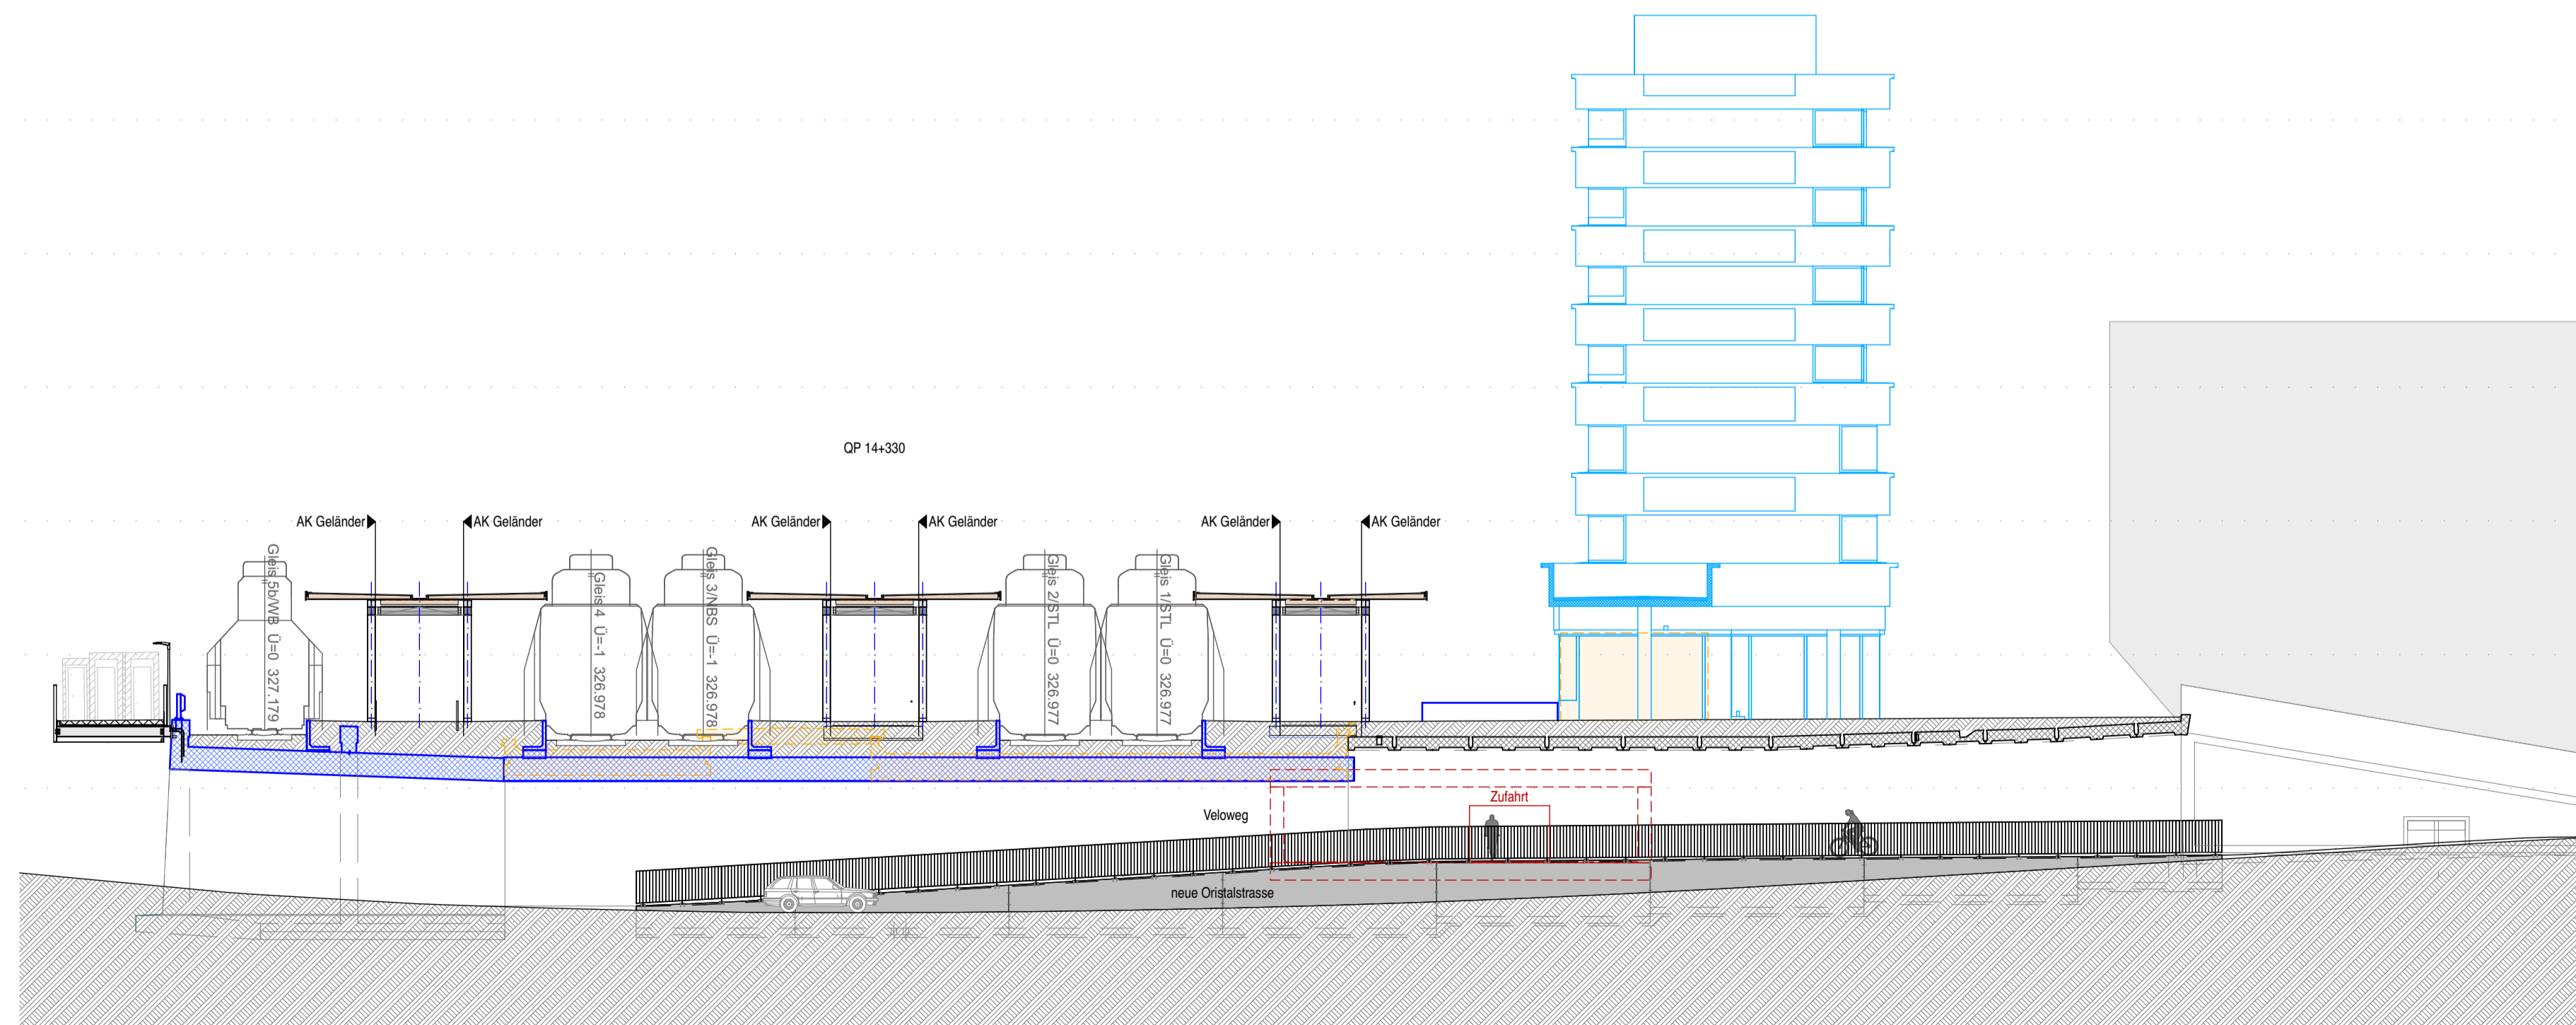 QP 14+330
AK Geländer
AK Geländer
AK Geländer
AK Geländer
AK Geländer
AK Geländer
Gleis 5b/WB Ü=0 327.179
Gleis 4 Ü=-1 326.978
Gleis 3/NBS Ü=-1 326.978
Gleis 2/STL Ü=0 326.977
Gleis 1/STL Ü=0 326.977
Zufahrt
Veloweg
neue Oristalstrasse